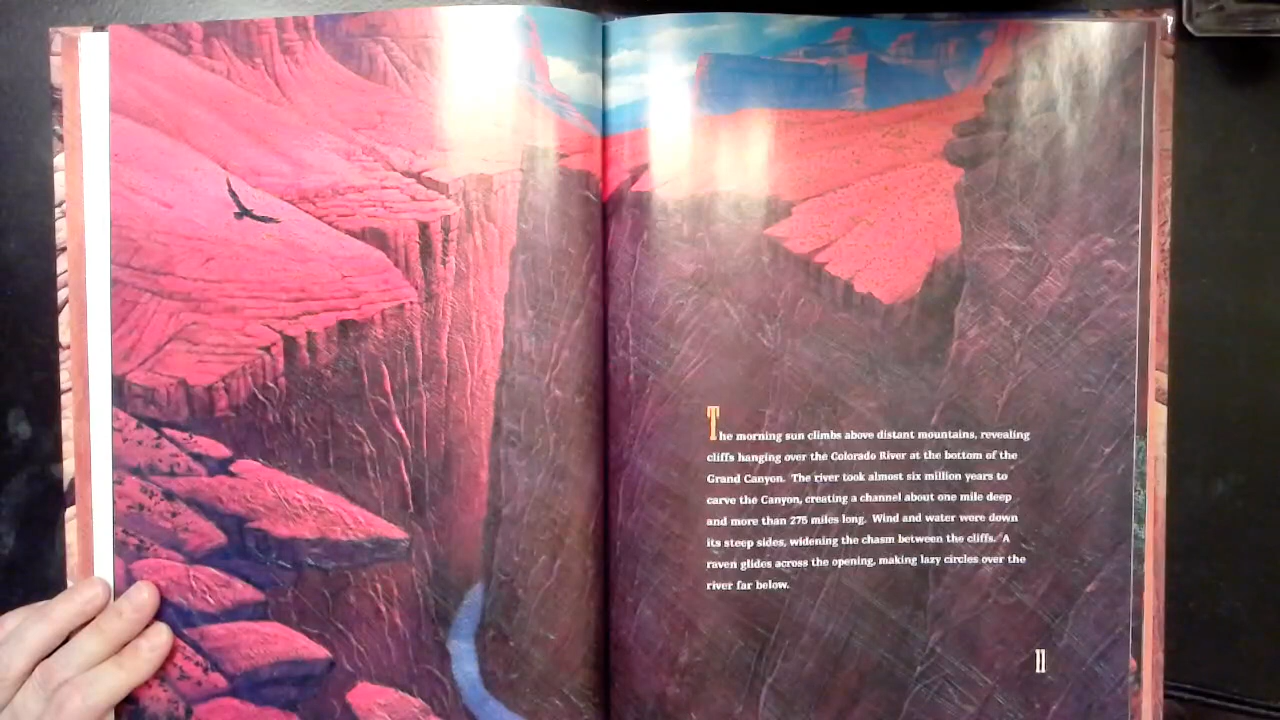 The morning sun climbs above distant mountains, revealing
cliffs hanging over the Colorado River at the bottom of the
Grand Canyon. The river took almost six million years to
carve the Canyon, creating a channel about one mile deep
and more than 275 miles long. Wind and water wore down
its steep sides, widening the chasm between the cliffs. A
raven glides across the opening, making lazy circles over the
river far below.
11